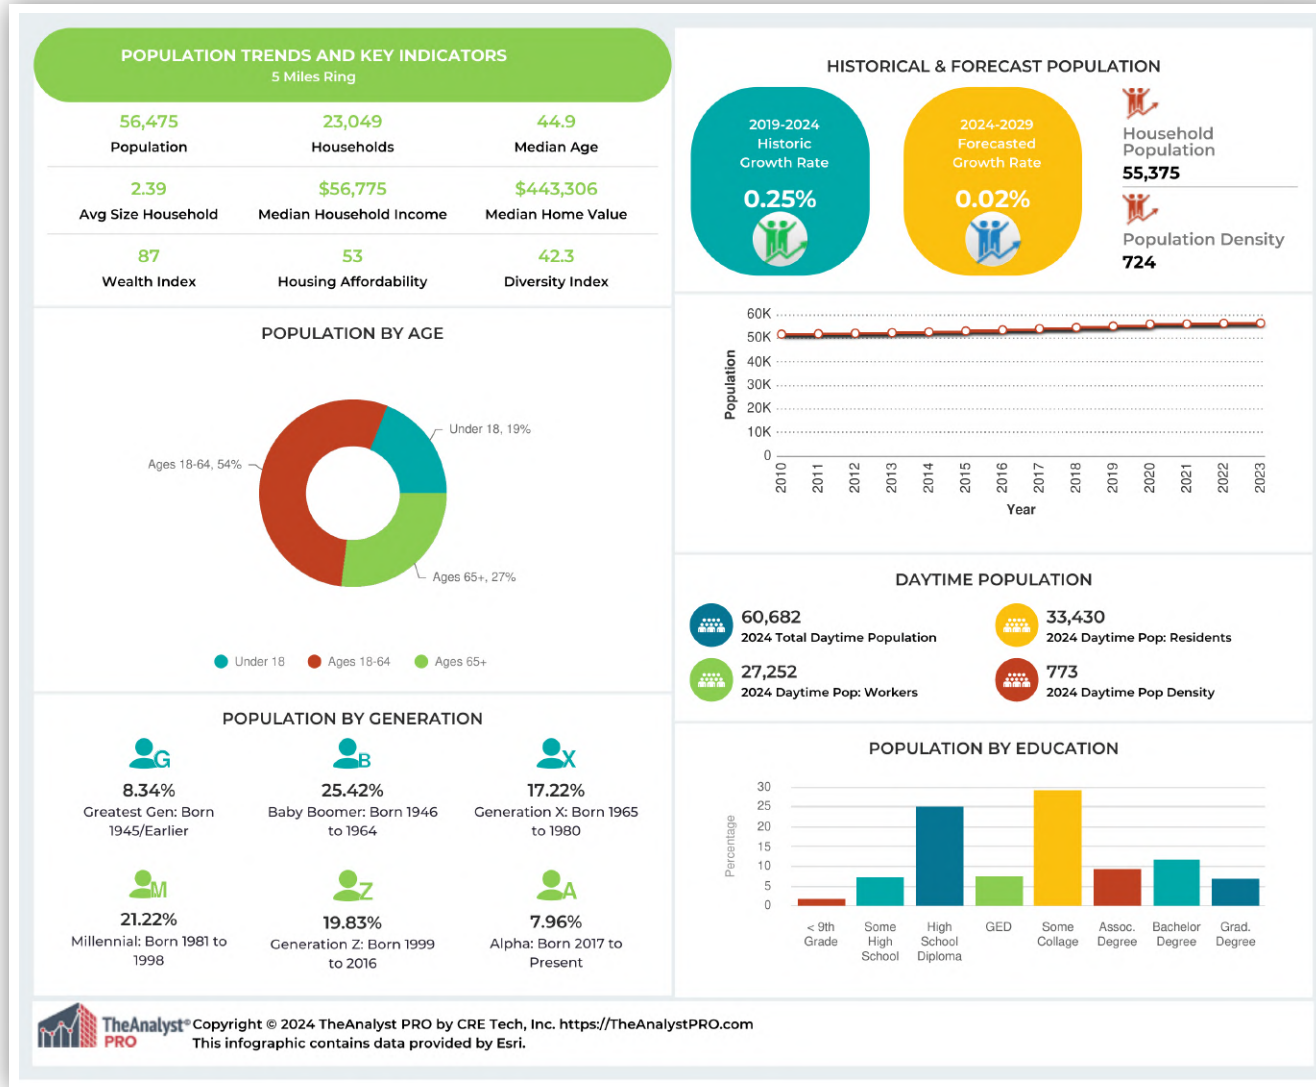 POPULATION TRENDS AND KEY INDICATORS
5 Miles Ring
56,475
Population
23,049
Households
44.9
Median Age
2.39
Avg Size Household
$56,775
Median Household Income
$443,306
Median Home Value
87
Wealth Index
53
Housing Affordability
42.3
Diversity Index
POPULATION BY AGE
Under 18, 19%
Ages 18-64, 54%
Ages 65+, 27%
Under 18
Ages 18-64
Ages 65+
POPULATION BY GENERATION
G
8.34%
Greatest Gen: Born
1945/Earlier
B
25.42%
Baby Boomer: Born 1946
to 1964
X
17.22%
Generation X: Born 1965
to 1980
M
21.22%
Millennial: Born 1981 to
1998
Z
19.83%
Generation Z: Born 1999
to 2016
A
7.96%
Alpha: Born 2017 to
Present
HISTORICAL & FORECAST POPULATION
2019-2024
Historic
Growth Rate
0.25%
2024-2029
Forecasted
Growth Rate
0.02%
Household
Population
55,375
Population Density
724
60K
50K
40K
30K
20K
10K
0
Population
2010
2011
2012
2013
2014
2015
2016
2017
2018
2019
2020
2021
2022
2023
Year
DAYTIME POPULATION
60,682
2024 Total Daytime Population
33,430
2024 Daytime Pop: Residents
27,252
2024 Daytime Pop: Workers
773
2024 Daytime Pop Density
POPULATION BY EDUCATION
30
25
20
15
10
5
0
Percentage
< 9th
Grade
Some
High
School
High
School
Diploma
GED
Some
Collage
Assoc.
Degree
Bachelor
Degree
Grad.
Degree
TheAnalyst©
PRO
Copyright © 2024 TheAnalyst PRO by CRE Tech, Inc. https://TheAnalystPRO.com
This infographic contains data provided by Esri.